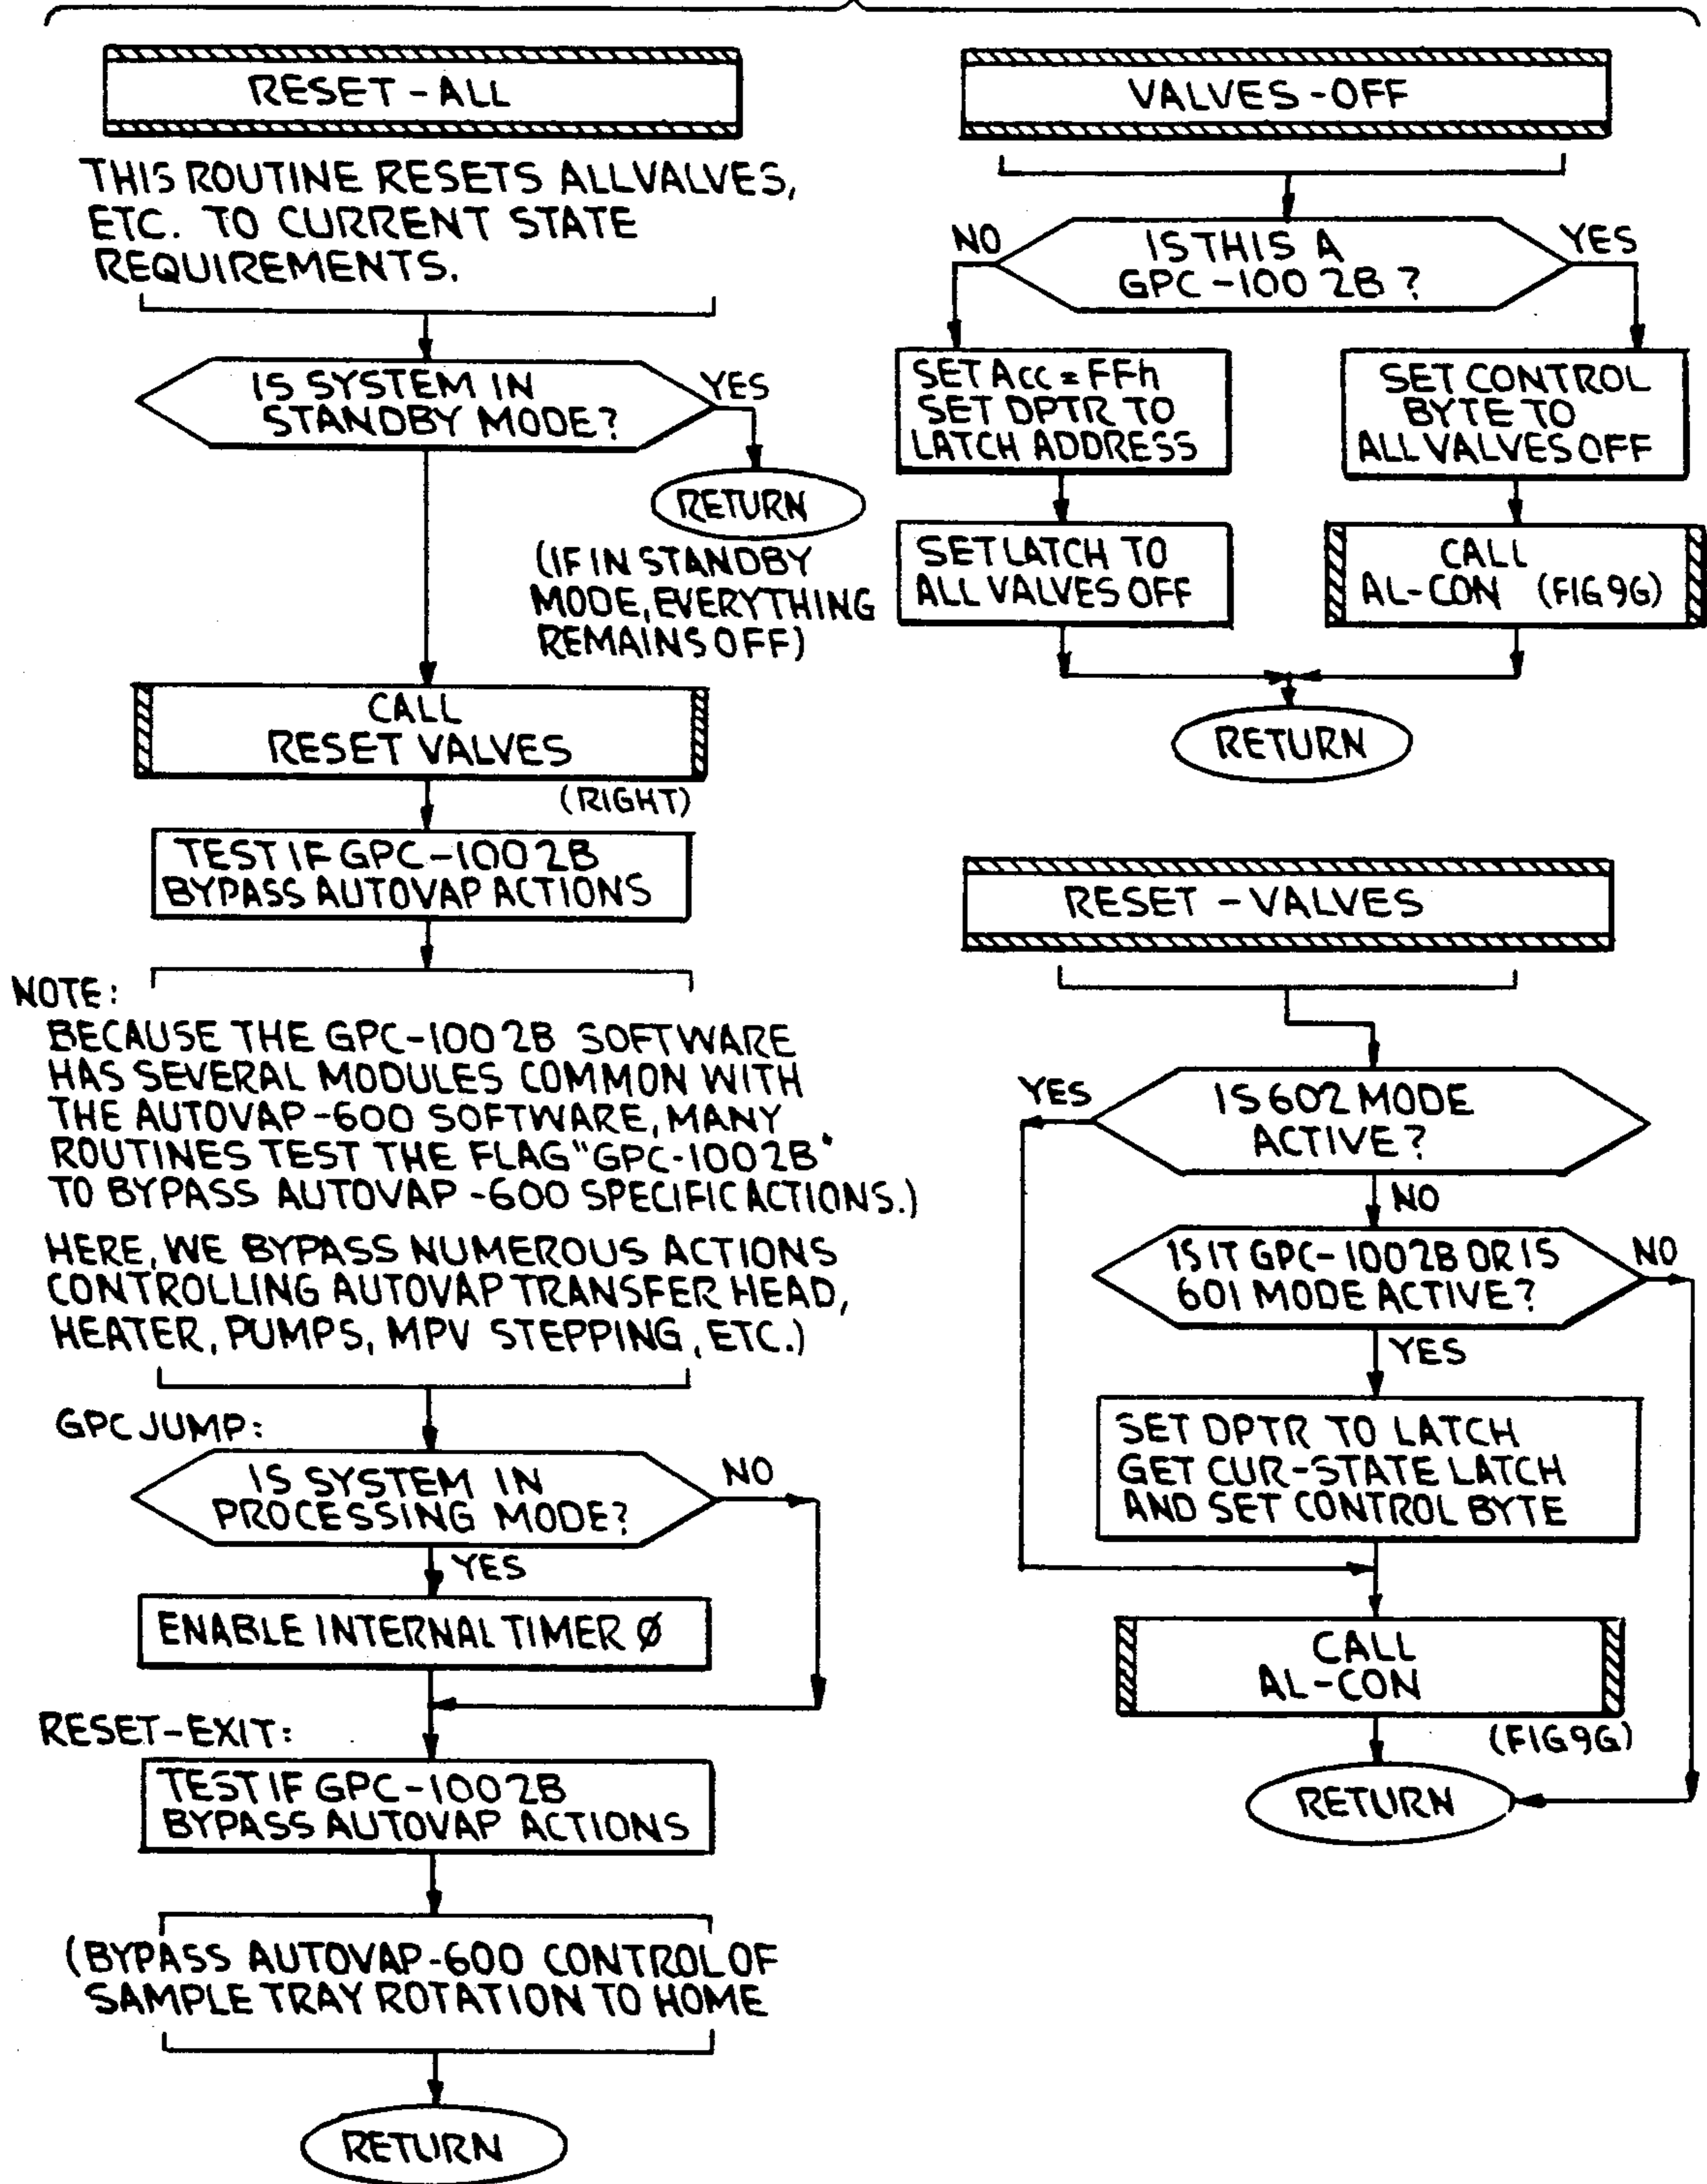 RESET-ALL
THIS ROUTINE RESETS ALL VALVES,
ETC. TO CURRENT STATE
REQUIREMENTS.
IS SYSTEM IN
STANDBY MODE?
YES
RETURN
(IF IN STANDBY
MODE, EVERYTHING
REMAINS OFF)
CALL
RESET VALVES
(RIGHT)
TEST IF GPC-1002B
BYPASS AUTOVAP ACTIONS
NOTE:
BECAUSE THE GPC-1002B SOFTWARE
HAS SEVERAL MODULES COMMON WITH
THE AUTOVAP-600 SOFTWARE, MANY
ROUTINES TEST THE FLAG "GPC-1002B"
TO BYPASS AUTOVAP-600 SPECIFIC ACTIONS.)
HERE, WE BYPASS NUMEROUS ACTIONS
CONTROLLING AUTOVAP TRANSFER HEAD,
HEATER, PUMPS, MPV STEPPING, ETC.)
GPC JUMP:
IS SYSTEM IN
PROCESSING MODE?
NO
YES
ENABLE INTERNAL TIMER Ø
RESET-EXIT:
TEST IF GPC-1002B
BYPASS AUTOVAP ACTIONS
(BYPASS AUTOVAP-600 CONTROL OF
SAMPLE TRAY ROTATION TO HOME
RETURN
VALVES-OFF
IS THIS A
GPC-1002B?
NO
YES
SET Acc = FFh
SET DPTR TO
LATCH ADDRESS
SET LATCH TO
ALL VALVES OFF
SET CONTROL
BYTE TO
ALL VALVES OFF
CALL
AL-CON (FIG 9G)
RETURN
RESET-VALVES
IS 602 MODE
ACTIVE?
YES
NO
IS IT GPC-1002B OR IS
601 MODE ACTIVE?
NO
YES
SET DPTR TO LATCH
GET CUR-STATE LATCH
AND SET CONTROL BYTE
CALL
AL-CON
(FIG 9G)
RETURN